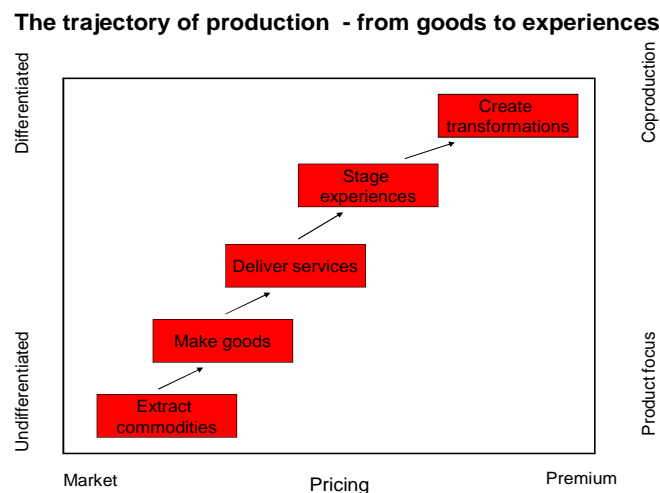 The trajectory of production - from goods to experiences
Differentiated
Coproduction
Create
transformations
Stage
experiences
Deliver services
Make goods
Undifferentiated
Product focus
Extract
commodities
Market
Pricing
Premium